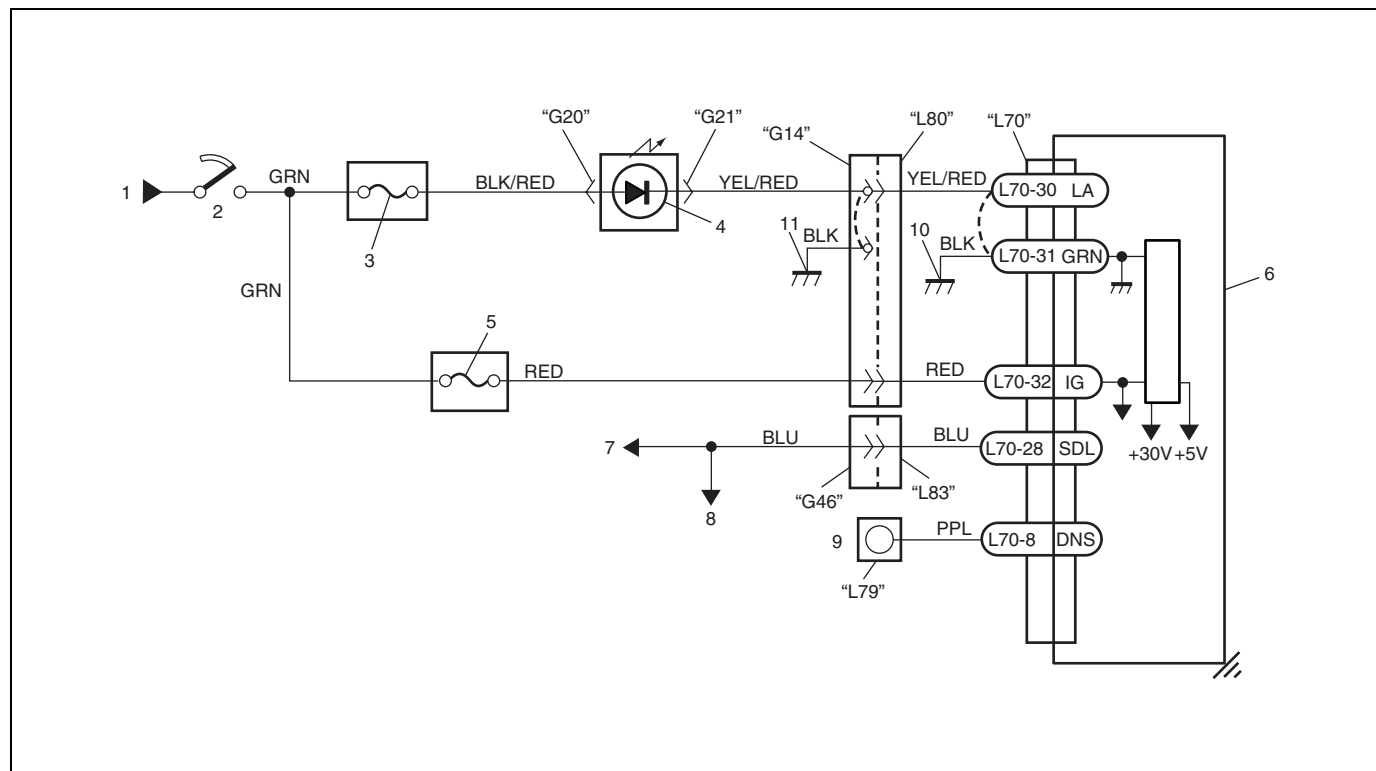 “G20”
“G21”
“G14”
“L80”
“L70”
1
2
GRN
3
BLK/RED
4
YEL/RED
YEL/RED
L70-30 LA
11
BLK
10
BLK
L70-31 GRN
6
GRN
5
RED
RED
L70-32 IG
7
BLU
BLU
L70-28 SDL
+30V +5V
8
“G46”
“L83”
9
PPL
L70-8 DNS
“L79”